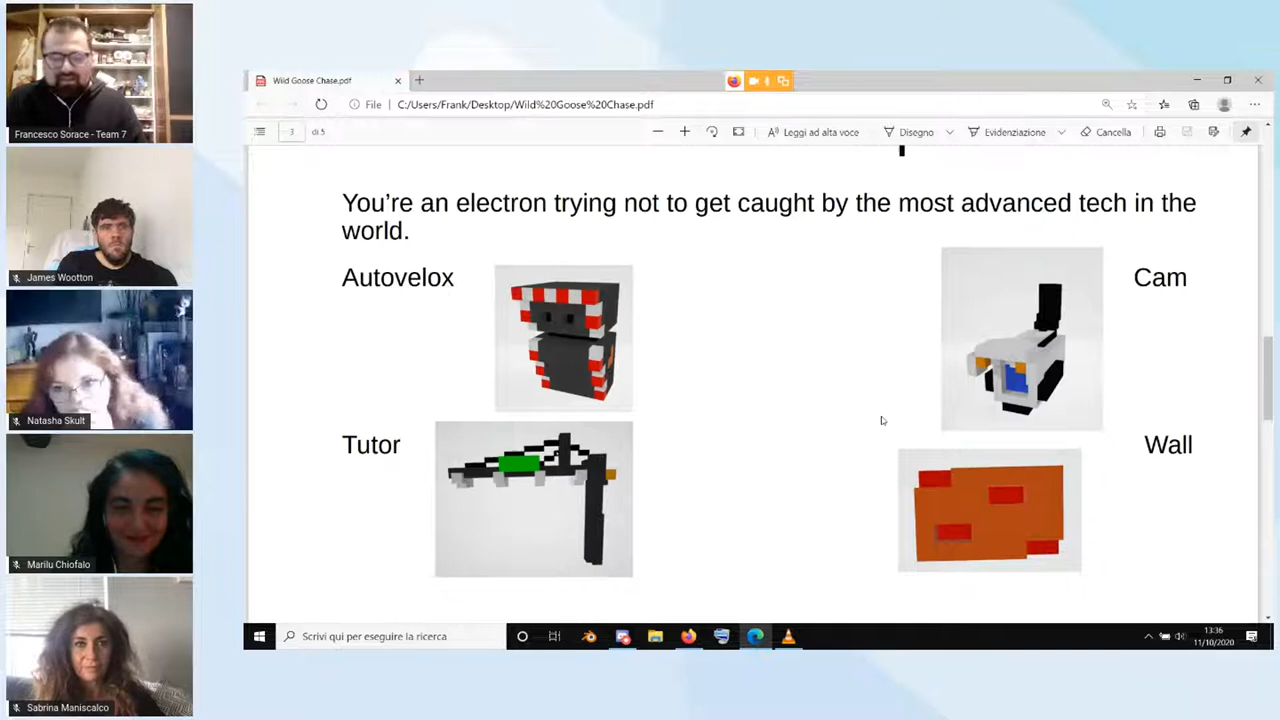 Francesco Sorace - Team 7
James Wootton
Natasha Skult
Marilu Chiofalo
Sabrina Maniscalco
Wild Goose Chase.pdf
File
C:/Users/Frank/Desktop/Wild%20Goose%20Chase.pdf
3 di 5
Leggi ad alta voce
Disegno
Evidenziazione
Cancella
You're an electron trying not to get caught by the most advanced tech in the
world.
Autovelox
Cam
Tutor
Wall
Scrivi qui per eseguire la ricerca
13:36
11/10/2020